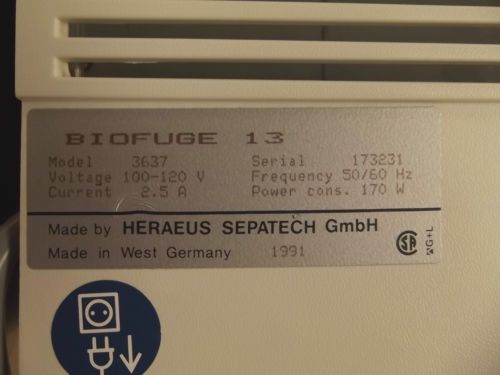 BIOFUGE 13
Model 3637 Serial 173231
Voltage 100-120 V Frequency 50/60 Hz
Current 2.5 A Power cons. 170 W
Made by HERAEUS SEPATECH GmbH
Made in West Germany 1991
SA
G+L